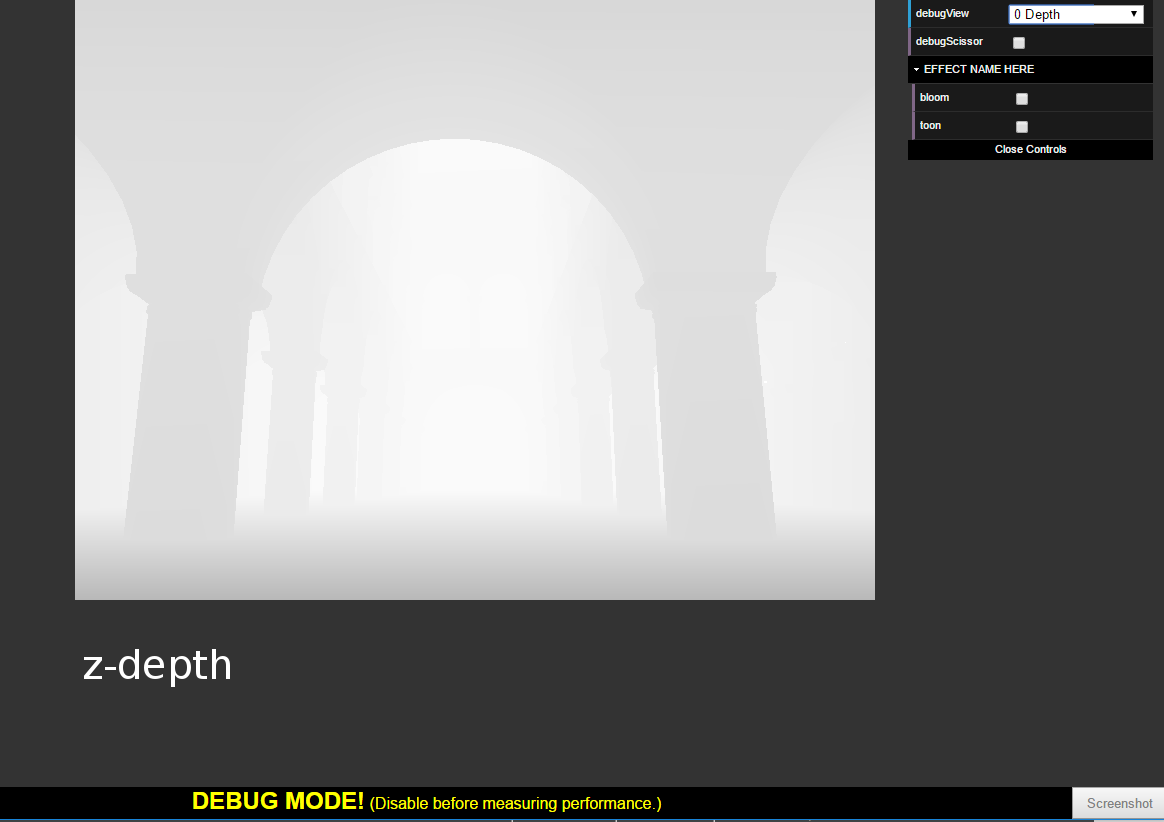 debugView 0 Depth
debugScissor
EFFECT NAME HERE
bloom
toon
Close Controls
z-depth
DEBUG MODE! (Disable before measuring performance.)
Screenshot